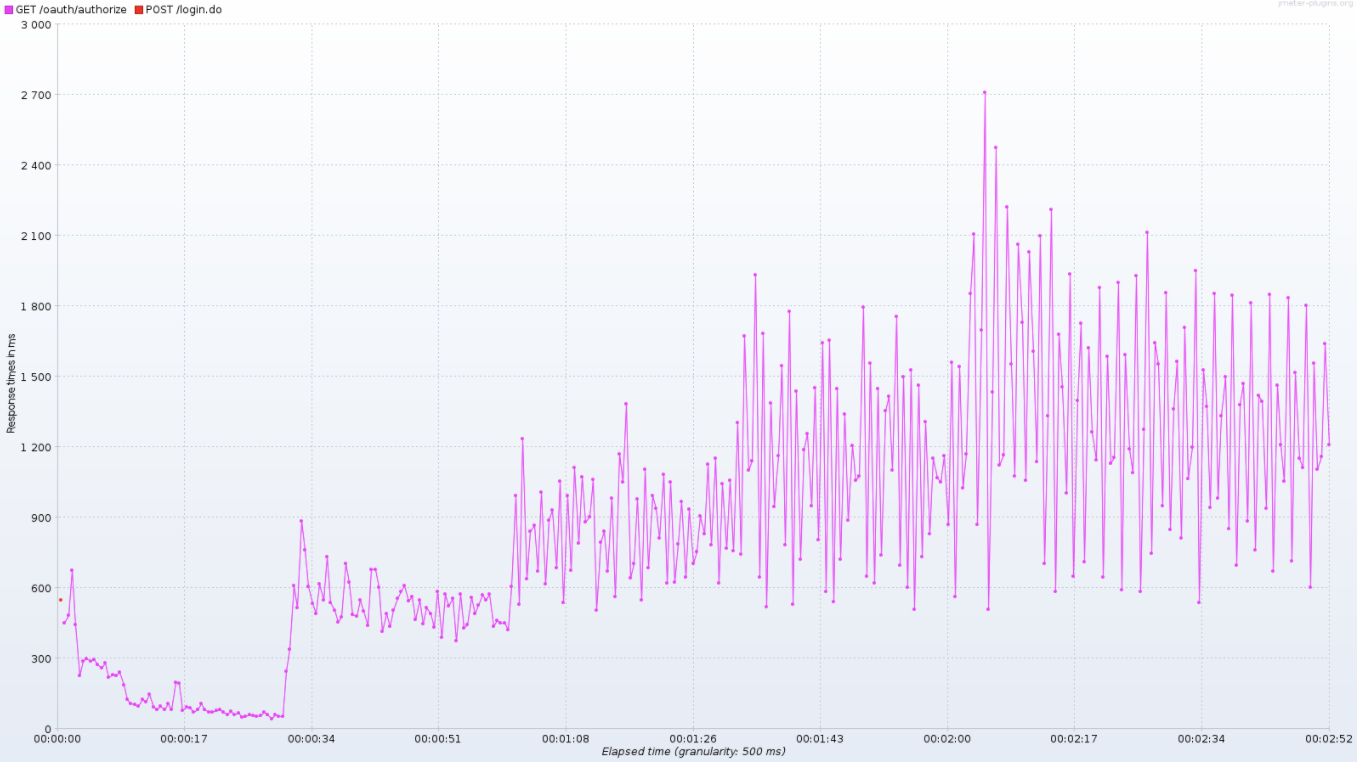 jmeter-plugins.org
GET /oauth/authorize POST /login.do
3 000
2 700
2 400
2 100
1 800
1 500
1 200
900
600
300
0
Response times in ms
00:00:00 00:00:17 00:00:34 00:00:51 00:01:08 00:01:26 00:01:43 00:02:00 00:02:17 00:02:34 00:02:52
Elapsed time (granularity: 500 ms)